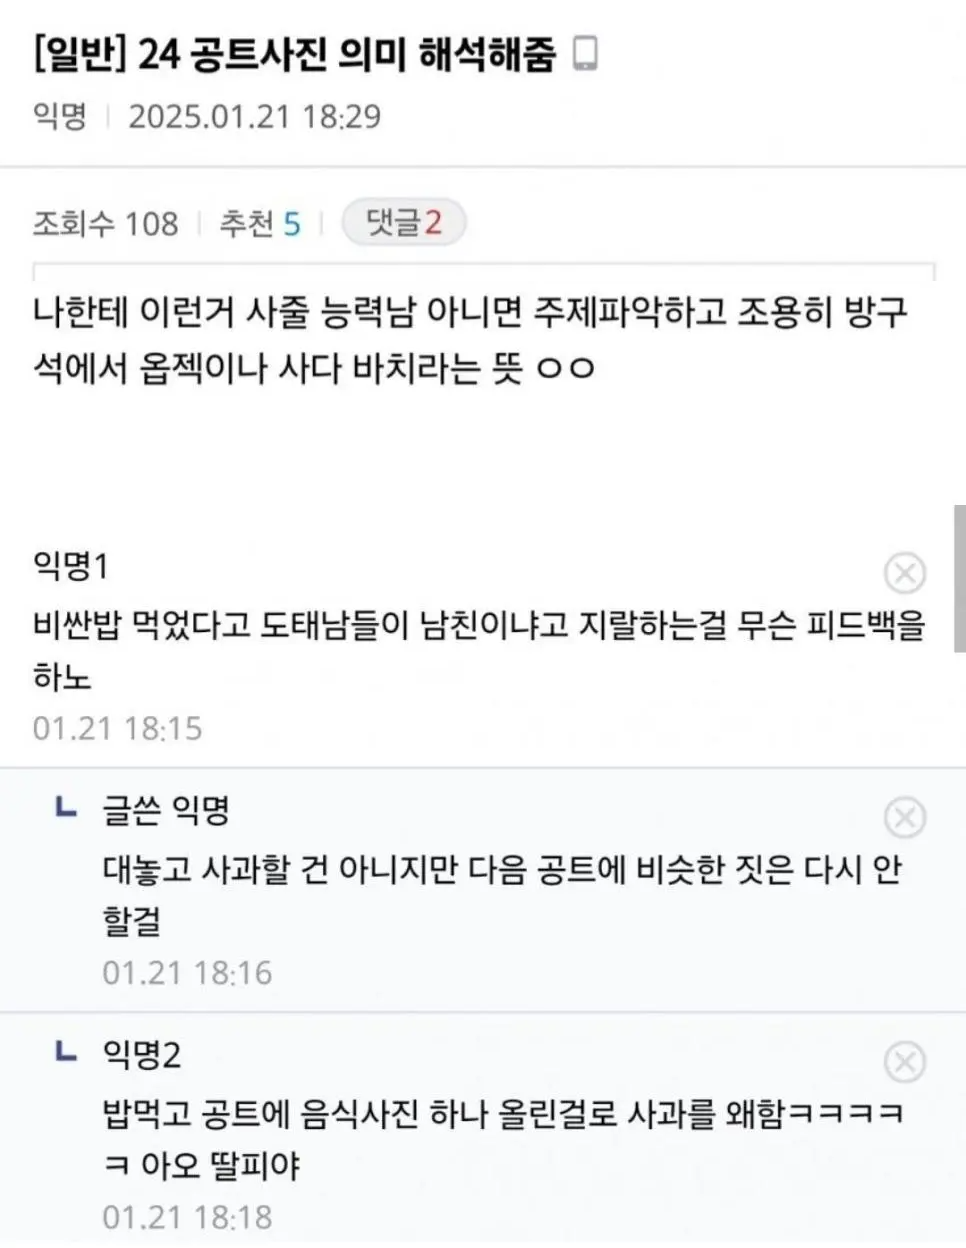 [일반] 24 공트사진 의미 해석해줌
익명 2025.01.21 18:29
조회수 108 추천 5 댓글 2
나한테 이런거 사줄 능력남 아니면 주제파악하고 조용히 방구
석에서 옵젝이나 사다 바치라는 뜻 ㅇㅇ
익명1
비싼밥 먹었다고 도태남들이 남친이냐고 지랄하는걸 무슨 피드백을
하노
01.21 18:15
글쓴 익명
대놓고 사과할 건 아니지만 다음 공트에 비슷한 짓은 다시 안
할걸
01.21 18:16
익명2
밥먹고 공트에 음식사진 하나 올린걸로 사과를 왜함ㅋㅋㅋㅋ
ㅋ 아오 딸피야
01.21 18:18